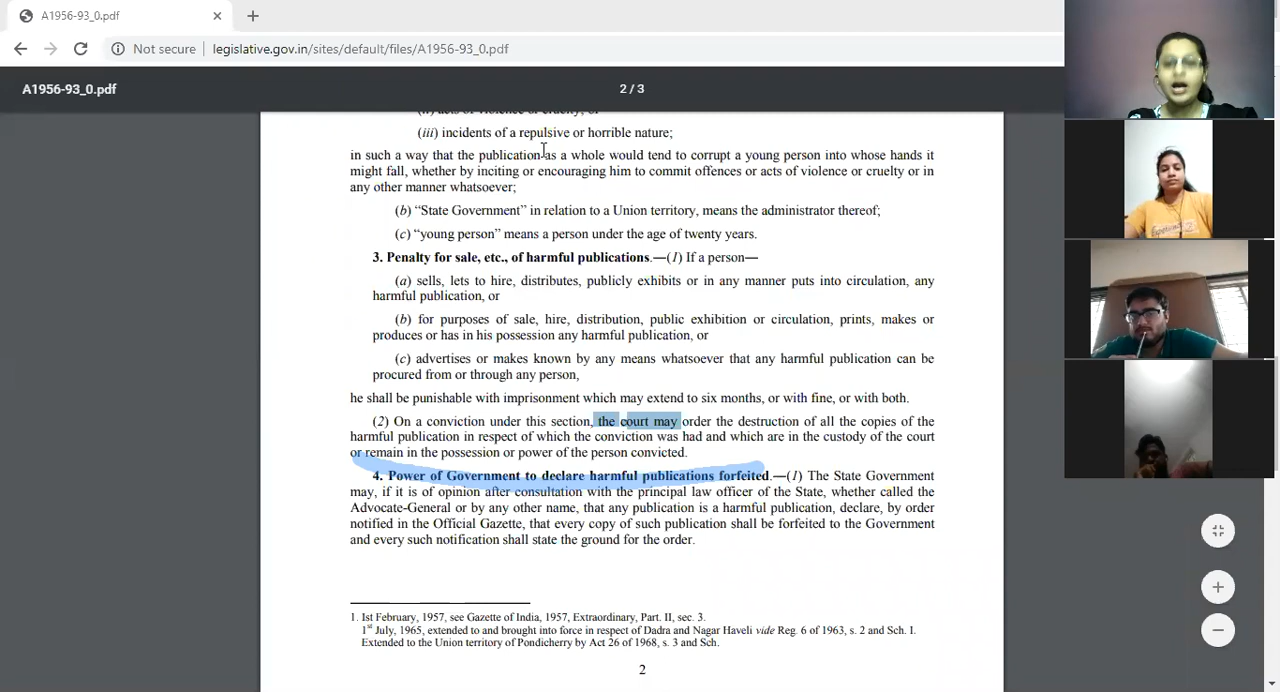 A1956-93_0.pdf
Not secure
legislative.gov.in/sites/default/files/A1956-93_0.pdf
A1956-93_0.pdf
2 / 3
(iii) incidents of a repulsive or horrible nature;
in such a way that the publication as a whole would tend to corrupt a young person into whose hands it
might fall, whether by inciting or encouraging him to commit offences or acts of violence or cruelty or in
any other manner whatsoever;
(b) “State Government” in relation to a Union territory, means the administrator thereof;
(c) “young person” means a person under the age of twenty years.
3. Penalty for sale, etc., of harmful publications.—(1) If a person—
(a) sells, lets to hire, distributes, publicly exhibits or in any manner puts into circulation, any
harmful publication, or
(b) for purposes of sale, hire, distribution, public exhibition or circulation, prints, makes or
produces or has in his possession any harmful publication, or
(c) advertises or makes known by any means whatsoever that any harmful publication can be
procured from or through any person,
he shall be punishable with imprisonment which may extend to six months, or with fine, or with both.
(2) On a conviction under this section, the court may order the destruction of all the copies of the
harmful publication in respect of which the conviction was had and which are in the custody of the court
or remain in the possession or power of the person convicted.
4. Power of Government to declare harmful publications forfeited.—(1) The State Government
may, if it is of opinion after consultation with the principal law officer of the State, whether called the
Advocate-General or by any other name, that any publication is a harmful publication, declare, by order
notified in the Official Gazette, that every copy of such publication shall be forfeited to the Government
and every such notification shall state the ground for the order.
1. Ist February, 1957, see Gazette of India, 1957, Extraordinary, Part. II, sec. 3.
1st July, 1965, extended to and brought into force in respect of Dadra and Nagar Haveli vide Reg. 6 of 1963, s. 2 and Sch. I.
Extended to the Union territory of Pondicherry by Act 26 of 1968, s. 3 and Sch.
2